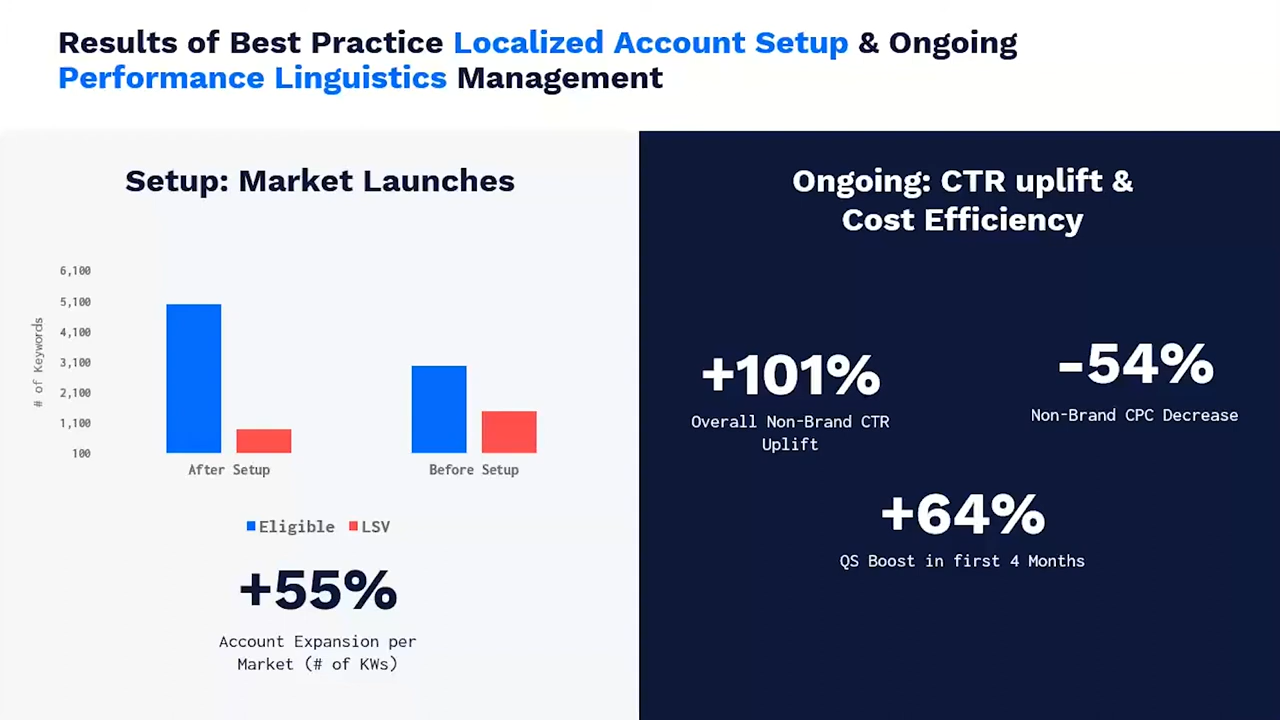 Results of Best Practice Localized Account Setup & Ongoing
Performance Linguistics Management
Setup: Market Launches
6,100
5,100
4,100
3,100
2,100
1,100
100
# of Keywords
After Setup
Before Setup
Eligible
LSV
+55%
Account Expansion per
Market (# of KWs)
Ongoing: CTR uplift &
Cost Efficiency
+101%
Overall Non-Brand CTR
Uplift
-54%
Non-Brand CPC Decrease
+64%
QS Boost in first 4 Months